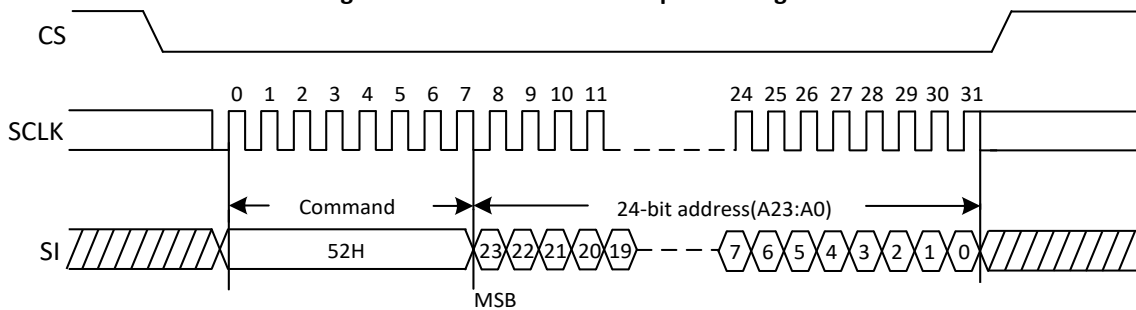 CS
0 1 2 3 4 5 6 7 8 9 10 11 24 25 26 27 28 29 30 31
SCLK
Command 24-bit address(A23:A0)
SI 52H 23 22 21 20 19 7 6 5 4 3 2 1 0
MSB